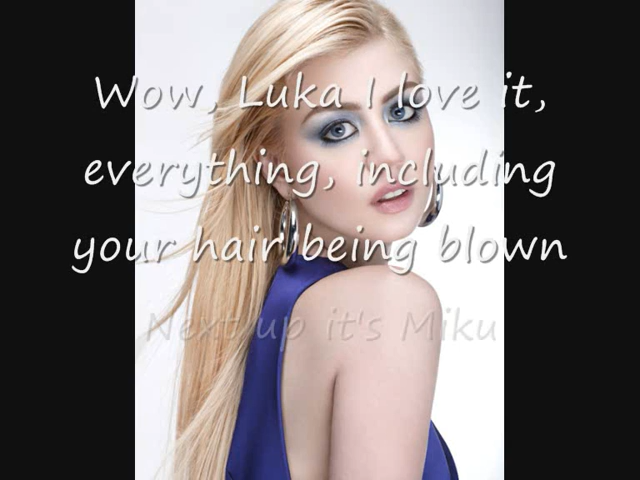 Wow, Luka I love it,
everything, including
your hair being blown
Next up it's Miku